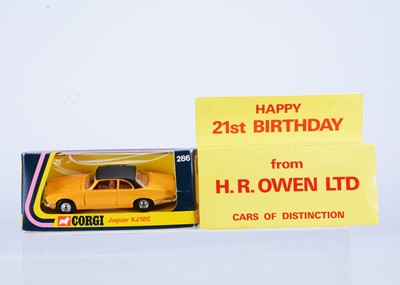 286
CORGI Jaguar XJ12C
HAPPY
21st BIRTHDAY
from
H.R. OWEN LTD
CARS OF DISTINCTION